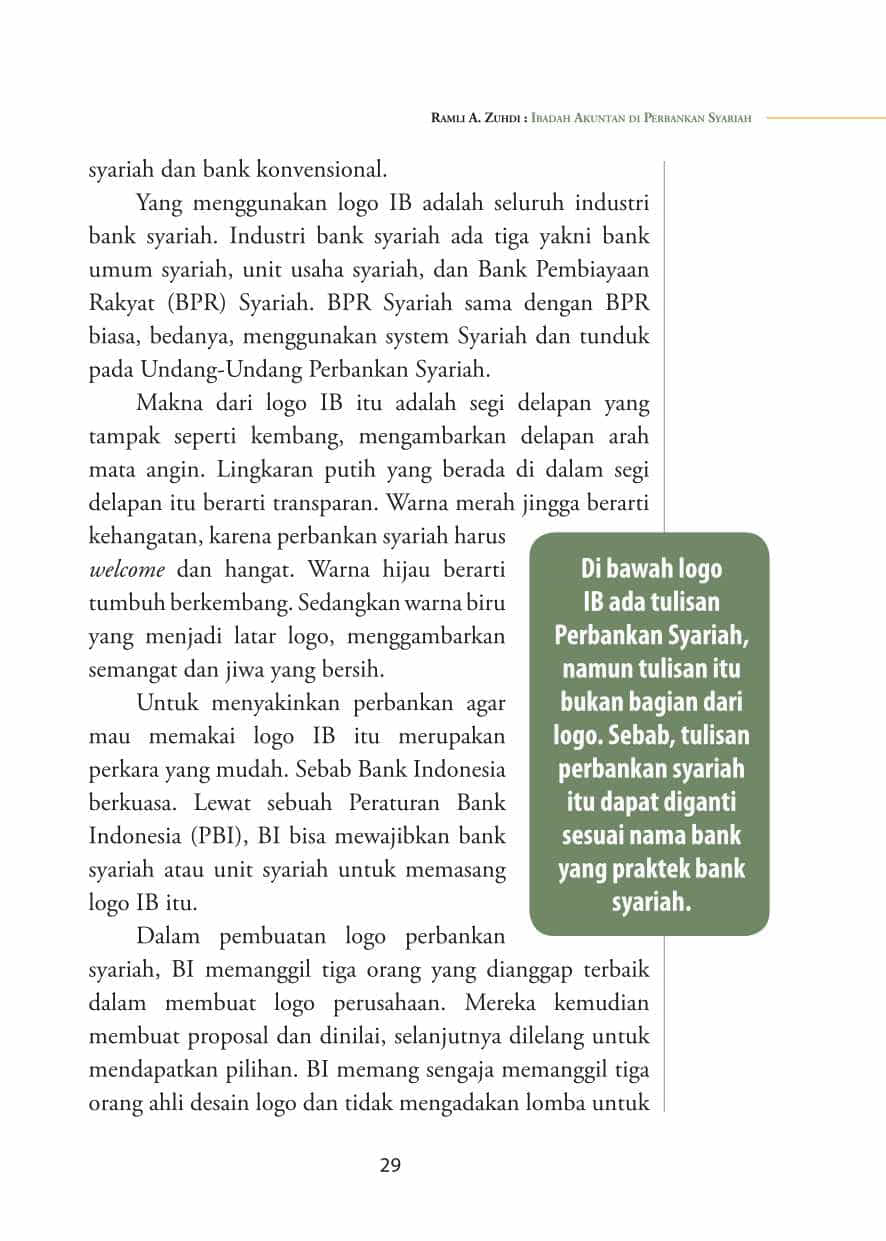 Ramli A. Zuhdi : Ibadah Akuntan di Perbankan Syariah
syariah dan bank konvensional.
Yang menggunakan logo IB adalah seluruh industri
bank syariah. Industri bank syariah ada tiga yakni bank
umum syariah, unit usaha syariah, dan Bank Pembiayaan
Rakyat (BPR) Syariah. BPR Syariah sama dengan BPR
biasa, bedanya, menggunakan system Syariah dan tunduk
pada Undang-Undang Perbankan Syariah.
Makna dari logo IB itu adalah segi delapan yang
tampak seperti kembang, mengambarkan delapan arah
mata angin. Lingkaran putih yang berada di dalam segi
delapan itu berarti transparan. Warna merah jingga berarti
kehangatan, karena perbankan syariah harus
welcome dan hangat. Warna hijau berarti
tumbuh berkembang. Sedangkan warna biru
yang menjadi latar logo, menggambarkan
semangat dan jiwa yang bersih.
Untuk menyakinkan perbankan agar
mau memakai logo IB itu merupakan
perkara yang mudah. Sebab Bank Indonesia
berkuasa. Lewat sebuah Peraturan Bank
Indonesia (PBI), BI bisa mewajibkan bank
syariah atau unit syariah untuk memasang
logo IB itu.
Dalam pembuatan logo perbankan
syariah, BI memanggil tiga orang yang dianggap terbaik
dalam membuat logo perusahaan. Mereka kemudian
membuat proposal dan dinilai, selanjutnya dilelang untuk
mendapatkan pilihan. BI memang sengaja memanggil tiga
orang ahli desain logo dan tidak mengadakan lomba untuk
Di bawah logo
IB ada tulisan
Perbankan Syariah,
namun tulisan itu
bukan bagian dari
logo. Sebab, tulisan
perbankan syariah
itu dapat diganti
sesuai nama bank
yang praktek bank
syariah.
29